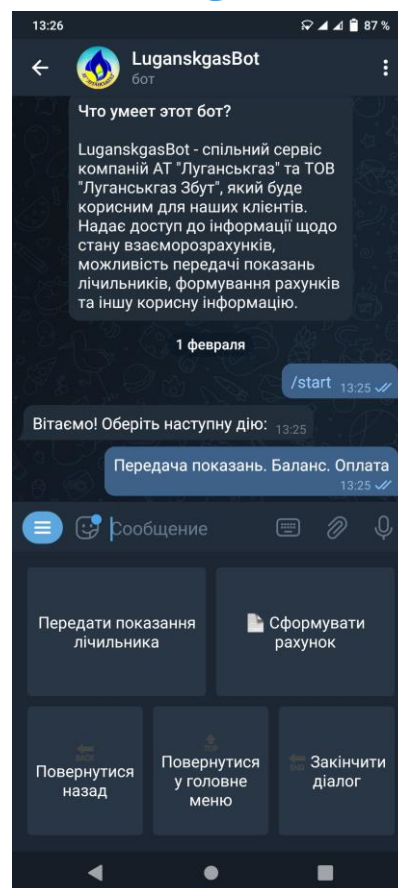 13:26
87 %
LuganskgasBot
бот
Что умеет этот бот?
LuganskgasBot - спільний сервіс
компаній АТ "Луганськгаз" та ТОВ
"Луганськгаз Збут", який буде
корисним для наших клієнтів.
Надає доступ до інформації щодо
стану взаєморозрахунків,
можливість передачі показань
лічильників, формування рахунків
та іншу корисну інформацію.
1 февраля
/start 13:25
Вітаємо! Оберіть наступну дію: 13:25
Передача показань. Баланс. Оплата
13:25
Сообщение
Передати показання
лічильника
Сформувати
рахунок
BACK
Повернутися
назад
TOP
Повернутися
у головне
меню
END
Закінчити
діалог